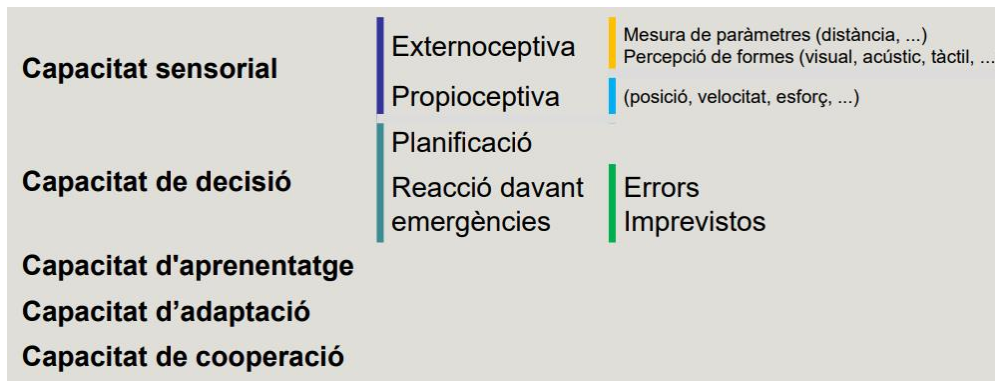 Capacitat sensorial
Externoceptiva
Mesura de paràmetres (distància, ...)
Percepció de formes (visual, acústic, tàctil, ...
Propioceptiva
(posició, velocitat, esforç, ...)
Capacitat de decisió
Planificació
Reacció davant
emergències
Errors
Imprevistos
Capacitat d'aprenentatge
Capacitat d’adaptació
Capacitat de cooperació